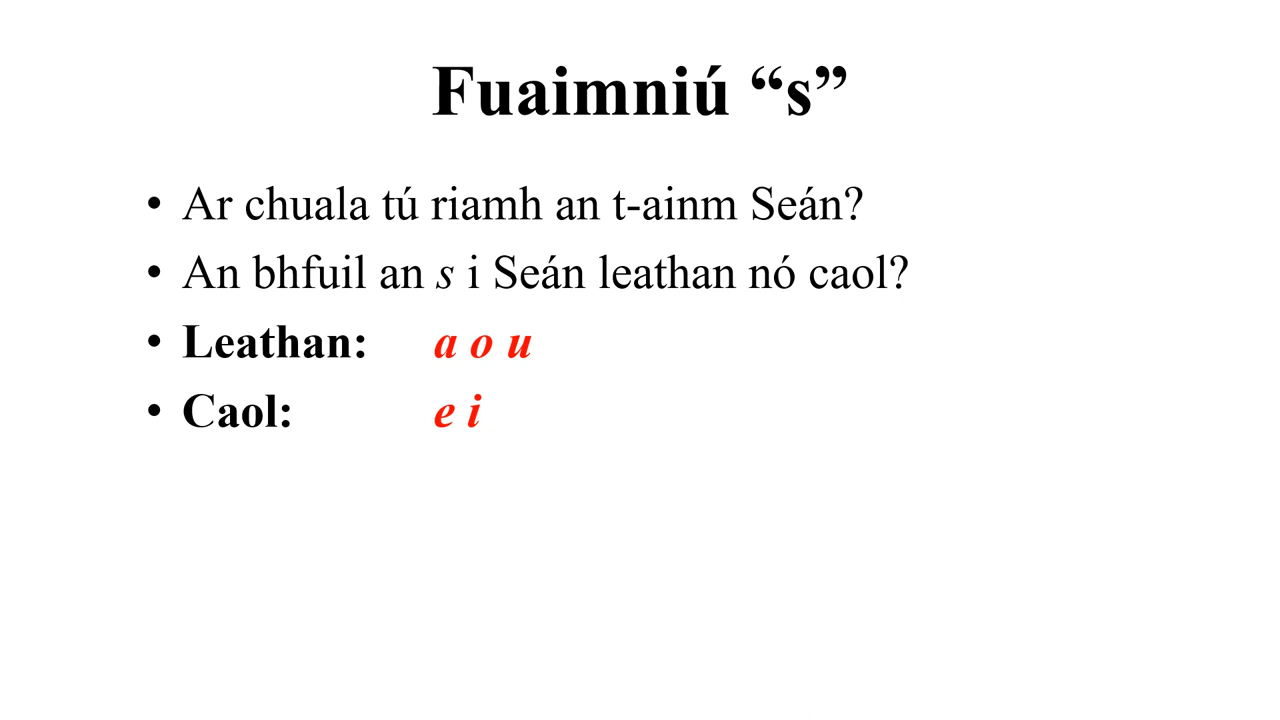 Fuaimniú “s”
• Ar chuala tú riamh an t-ainm Seán?
• An bhfuil an s i Seán leathan nó caol?
• Leathan: a o u
• Caol: e i